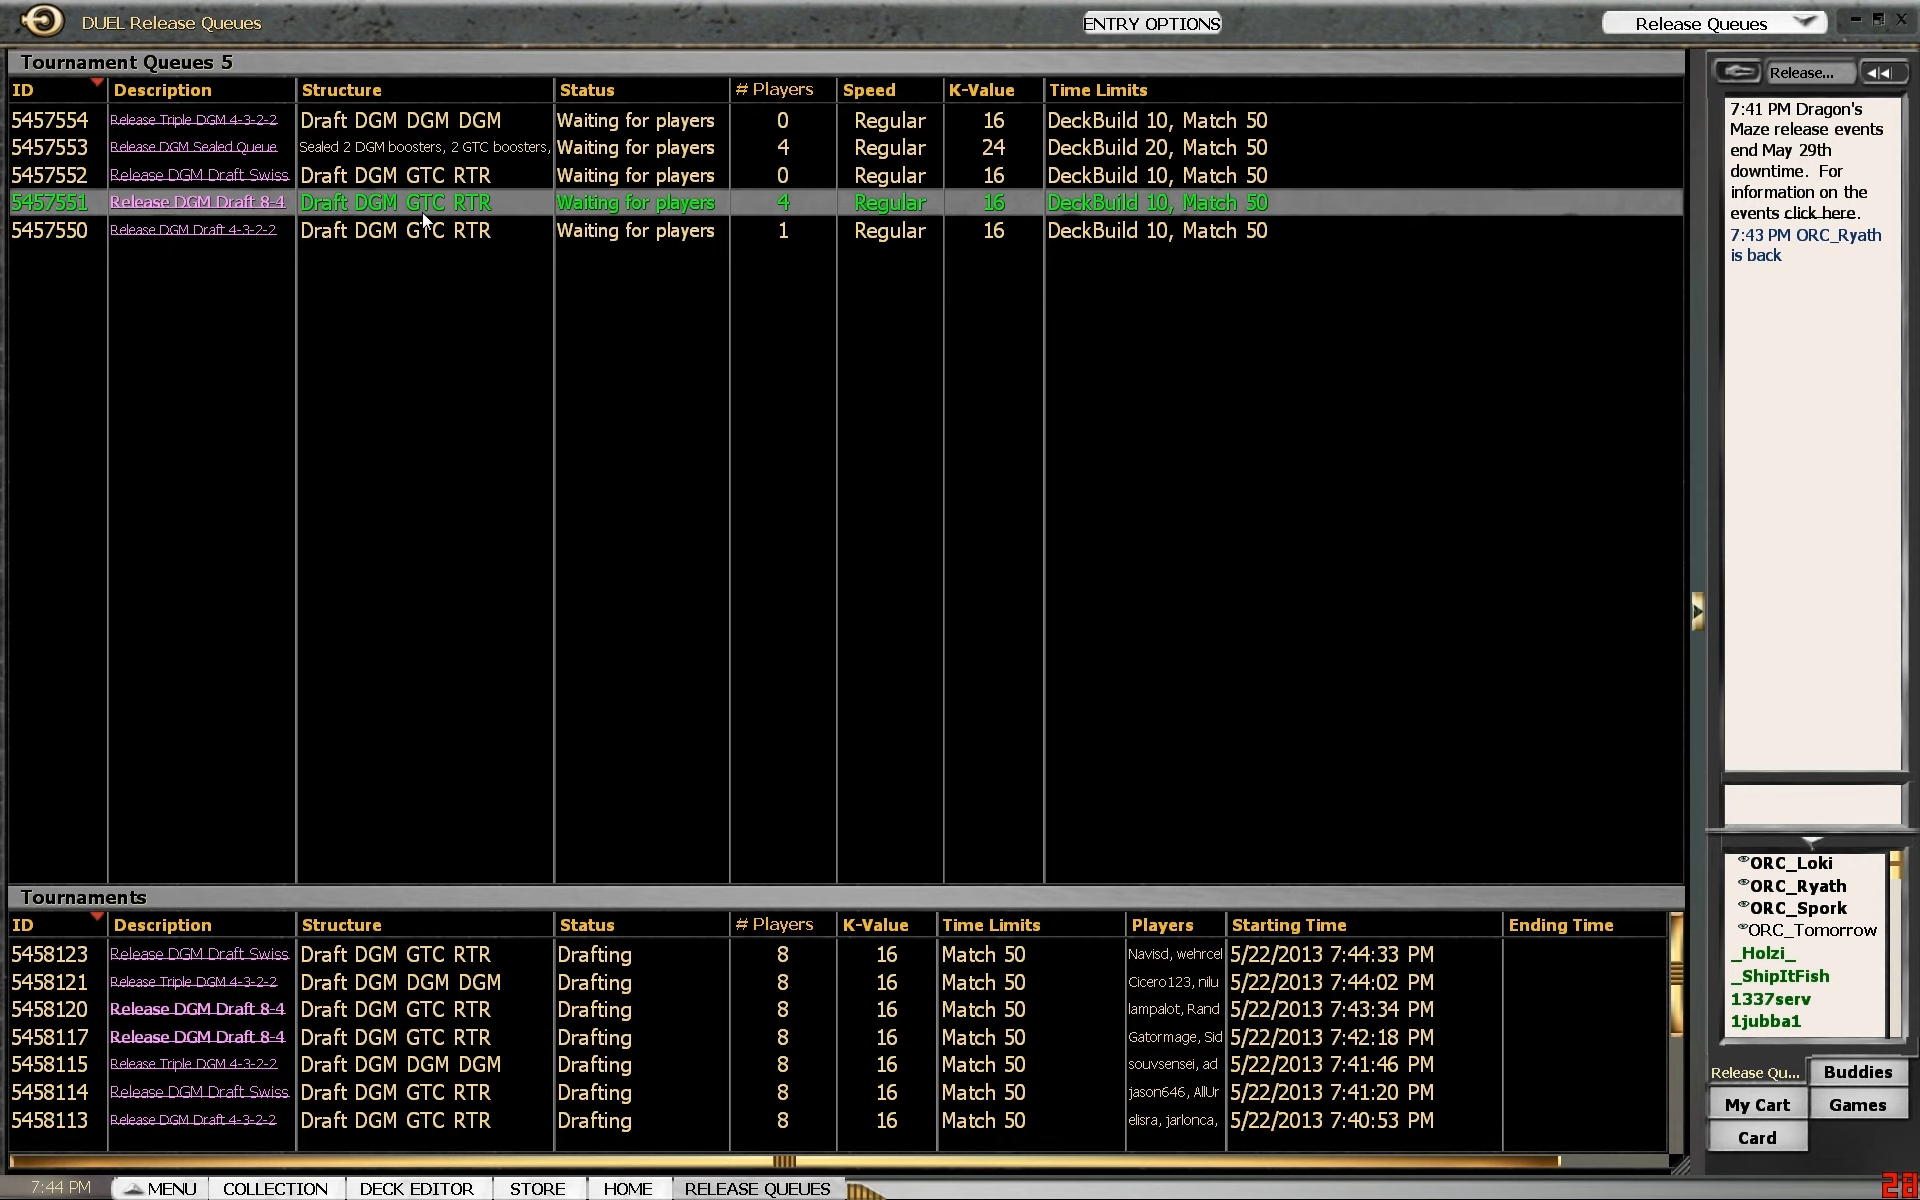 DUEL Release Queues
ENTRY OPTIONS
Release Queues
Tournament Queues 5
ID Description Structure Status # Players Speed K-Value Time Limits
5457554 Release Triple DGM 4-3-2-2 Draft DGM DGM DGM Waiting for players 0 Regular 16 DeckBuild 10, Match 50
5457553 Release DGM Sealed Queue Sealed 2 DGM boosters, 2 GTC boosters, Waiting for players 4 Regular 24 DeckBuild 20, Match 50
5457552 Release DGM Draft Swiss Draft DGM GTC RTR Waiting for players 0 Regular 16 DeckBuild 10, Match 50
5457551 Release DGM Draft 8-4 Draft DGM GTC RTR Waiting for players 4 Regular 16 DeckBuild 10, Match 50
5457550 Release DGM Draft 4-3-2-2 Draft DGM GTC RTR Waiting for players 1 Regular 16 DeckBuild 10, Match 50
Tournaments
ID Description Structure Status # Players K-Value Time Limits Players Starting Time Ending Time
5458123 Release DGM Draft Swiss Draft DGM GTC RTR Drafting 8 16 Match 50 Navisd, wehrcel 5/22/2013 7:44:33 PM
5458121 Release Triple DGM 4-3-2-2 Draft DGM DGM DGM Drafting 8 16 Match 50 Cicero123, nilu 5/22/2013 7:44:02 PM
5458120 Release DGM Draft 8-4 Draft DGM GTC RTR Drafting 8 16 Match 50 lampalot, Rand 5/22/2013 7:43:34 PM
5458117 Release DGM Draft 8-4 Draft DGM GTC RTR Drafting 8 16 Match 50 Gatormage, Sid 5/22/2013 7:42:18 PM
5458115 Release Triple DGM 4-3-2-2 Draft DGM DGM DGM Drafting 8 16 Match 50 souvsensei, ad 5/22/2013 7:41:46 PM
5458114 Release DGM Draft Swiss Draft DGM GTC RTR Drafting 8 16 Match 50 jason646, AllUr 5/22/2013 7:41:20 PM
5458113 Release DGM Draft 4-3-2-2 Draft DGM GTC RTR Drafting 8 16 Match 50 elisra, jarlonca, 5/22/2013 7:40:53 PM
Release...
7:41 PM Dragon's
Maze release events
end May 29th
downtime. For
information on the
events click here.
7:43 PM ORC_Ryath
is back
ORC_Loki
ORC_Ryath
ORC_Spork
ORC_Tomorrow
_Holzi_
_ShipItFish
1337serv
1jubba1
Release Qu... Buddies
My Cart Games
Card
7:44 PM MENU COLLECTION DECK EDITOR STORE HOME RELEASE QUEUES
28